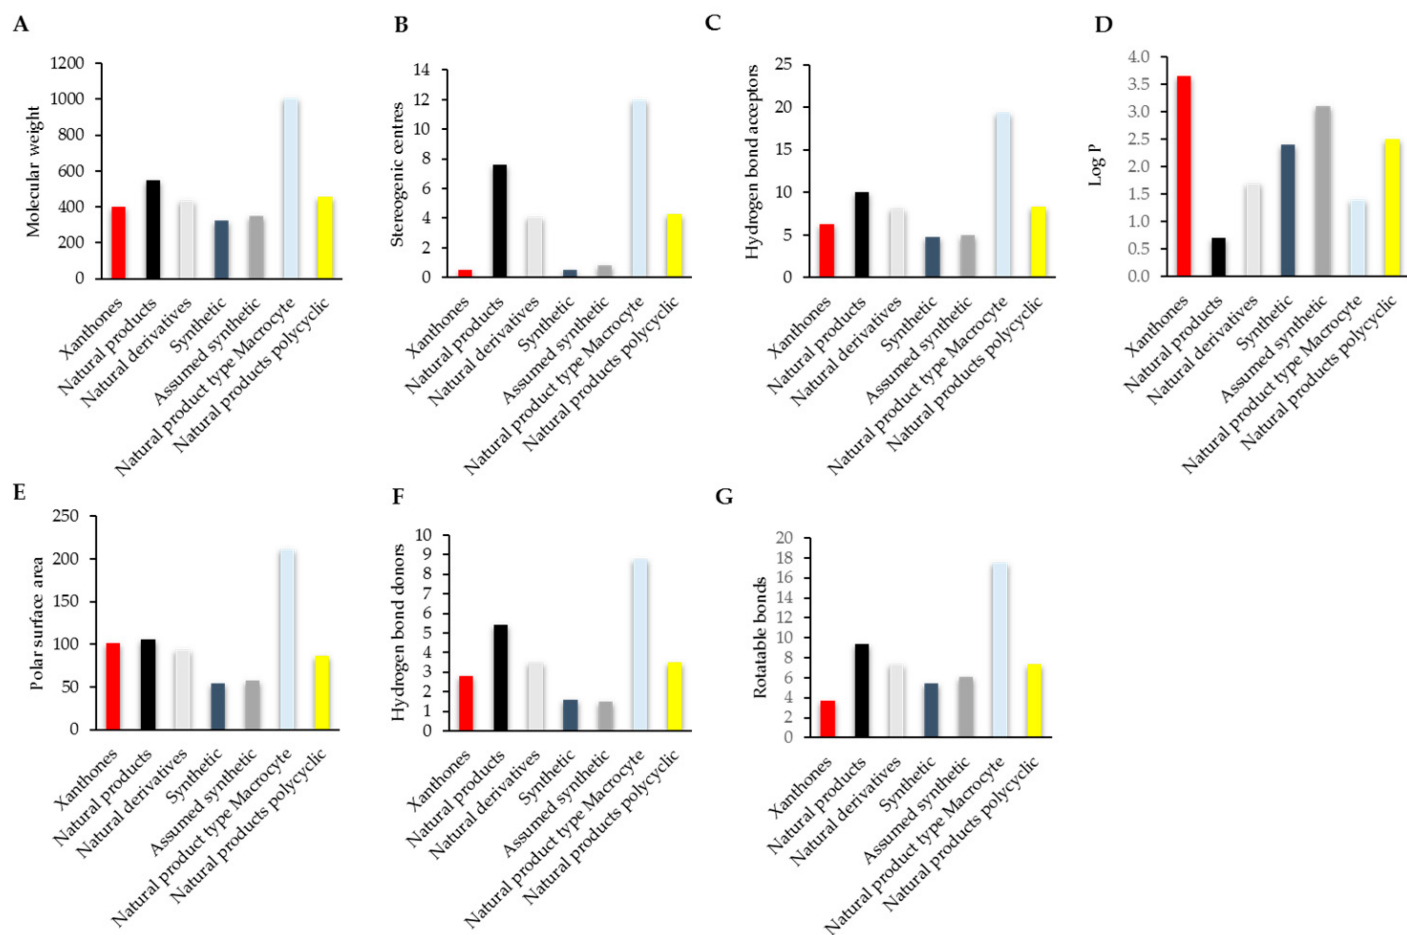 A
Molecular weight
1200
1000
800
600
400
200
0
Xanthones
Natural products
Natural derivatives
Synthetic
Assumed synthetic
Natural product type Macrocyte
Natural products polycyclic
B
Stereogenic centres
14
12
10
8
6
4
2
0
Xanthones
Natural products
Natural derivatives
Synthetic
Assumed synthetic
Natural product type Macrocyte
Natural products polycyclic
C
Hydrogen bond acceptors
25
20
15
10
5
0
Xanthones
Natural products
Natural derivatives
Synthetic
Assumed synthetic
Natural product type Macrocyte
Natural products polycyclic
D
Log P
4.0
3.5
3.0
2.5
2.0
1.5
1.0
0.5
0.0
Xanthones
Natural products
Natural derivatives
Synthetic
Assumed synthetic
Natural product type Macrocyte
Natural products polycyclic
E
Polar surface area
250
200
150
100
50
0
Xanthones
Natural products
Natural derivatives
Synthetic
Assumed synthetic
Natural product type Macrocyte
Natural products polycyclic
F
Hydrogen bond donors
10
9
8
7
6
5
4
3
2
1
0
Xanthones
Natural products
Natural derivatives
Synthetic
Assumed synthetic
Natural product type Macrocyte
Natural products polycyclic
G
Rotatable bonds
20
18
16
14
12
10
8
6
4
2
0
Xanthones
Natural products
Natural derivatives
Synthetic
Assumed synthetic
Natural product type Macrocyte
Natural products polycyclic